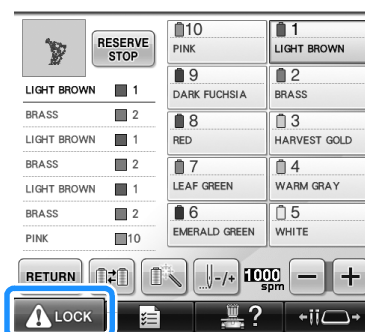 RESERVE
STOP
LIGHT BROWN 1
BRASS 2
LIGHT BROWN 1
BRASS 2
LIGHT BROWN 1
BRASS 2
PINK 10
10
PINK
1
LIGHT BROWN
9
DARK FUCHSIA
2
BRASS
8
RED
3
HARVEST GOLD
7
LEAF GREEN
4
WARM GRAY
6
EMERALD GREEN
5
WHITE
RETURN
-/+
1000
spm
− +
LOCK
?